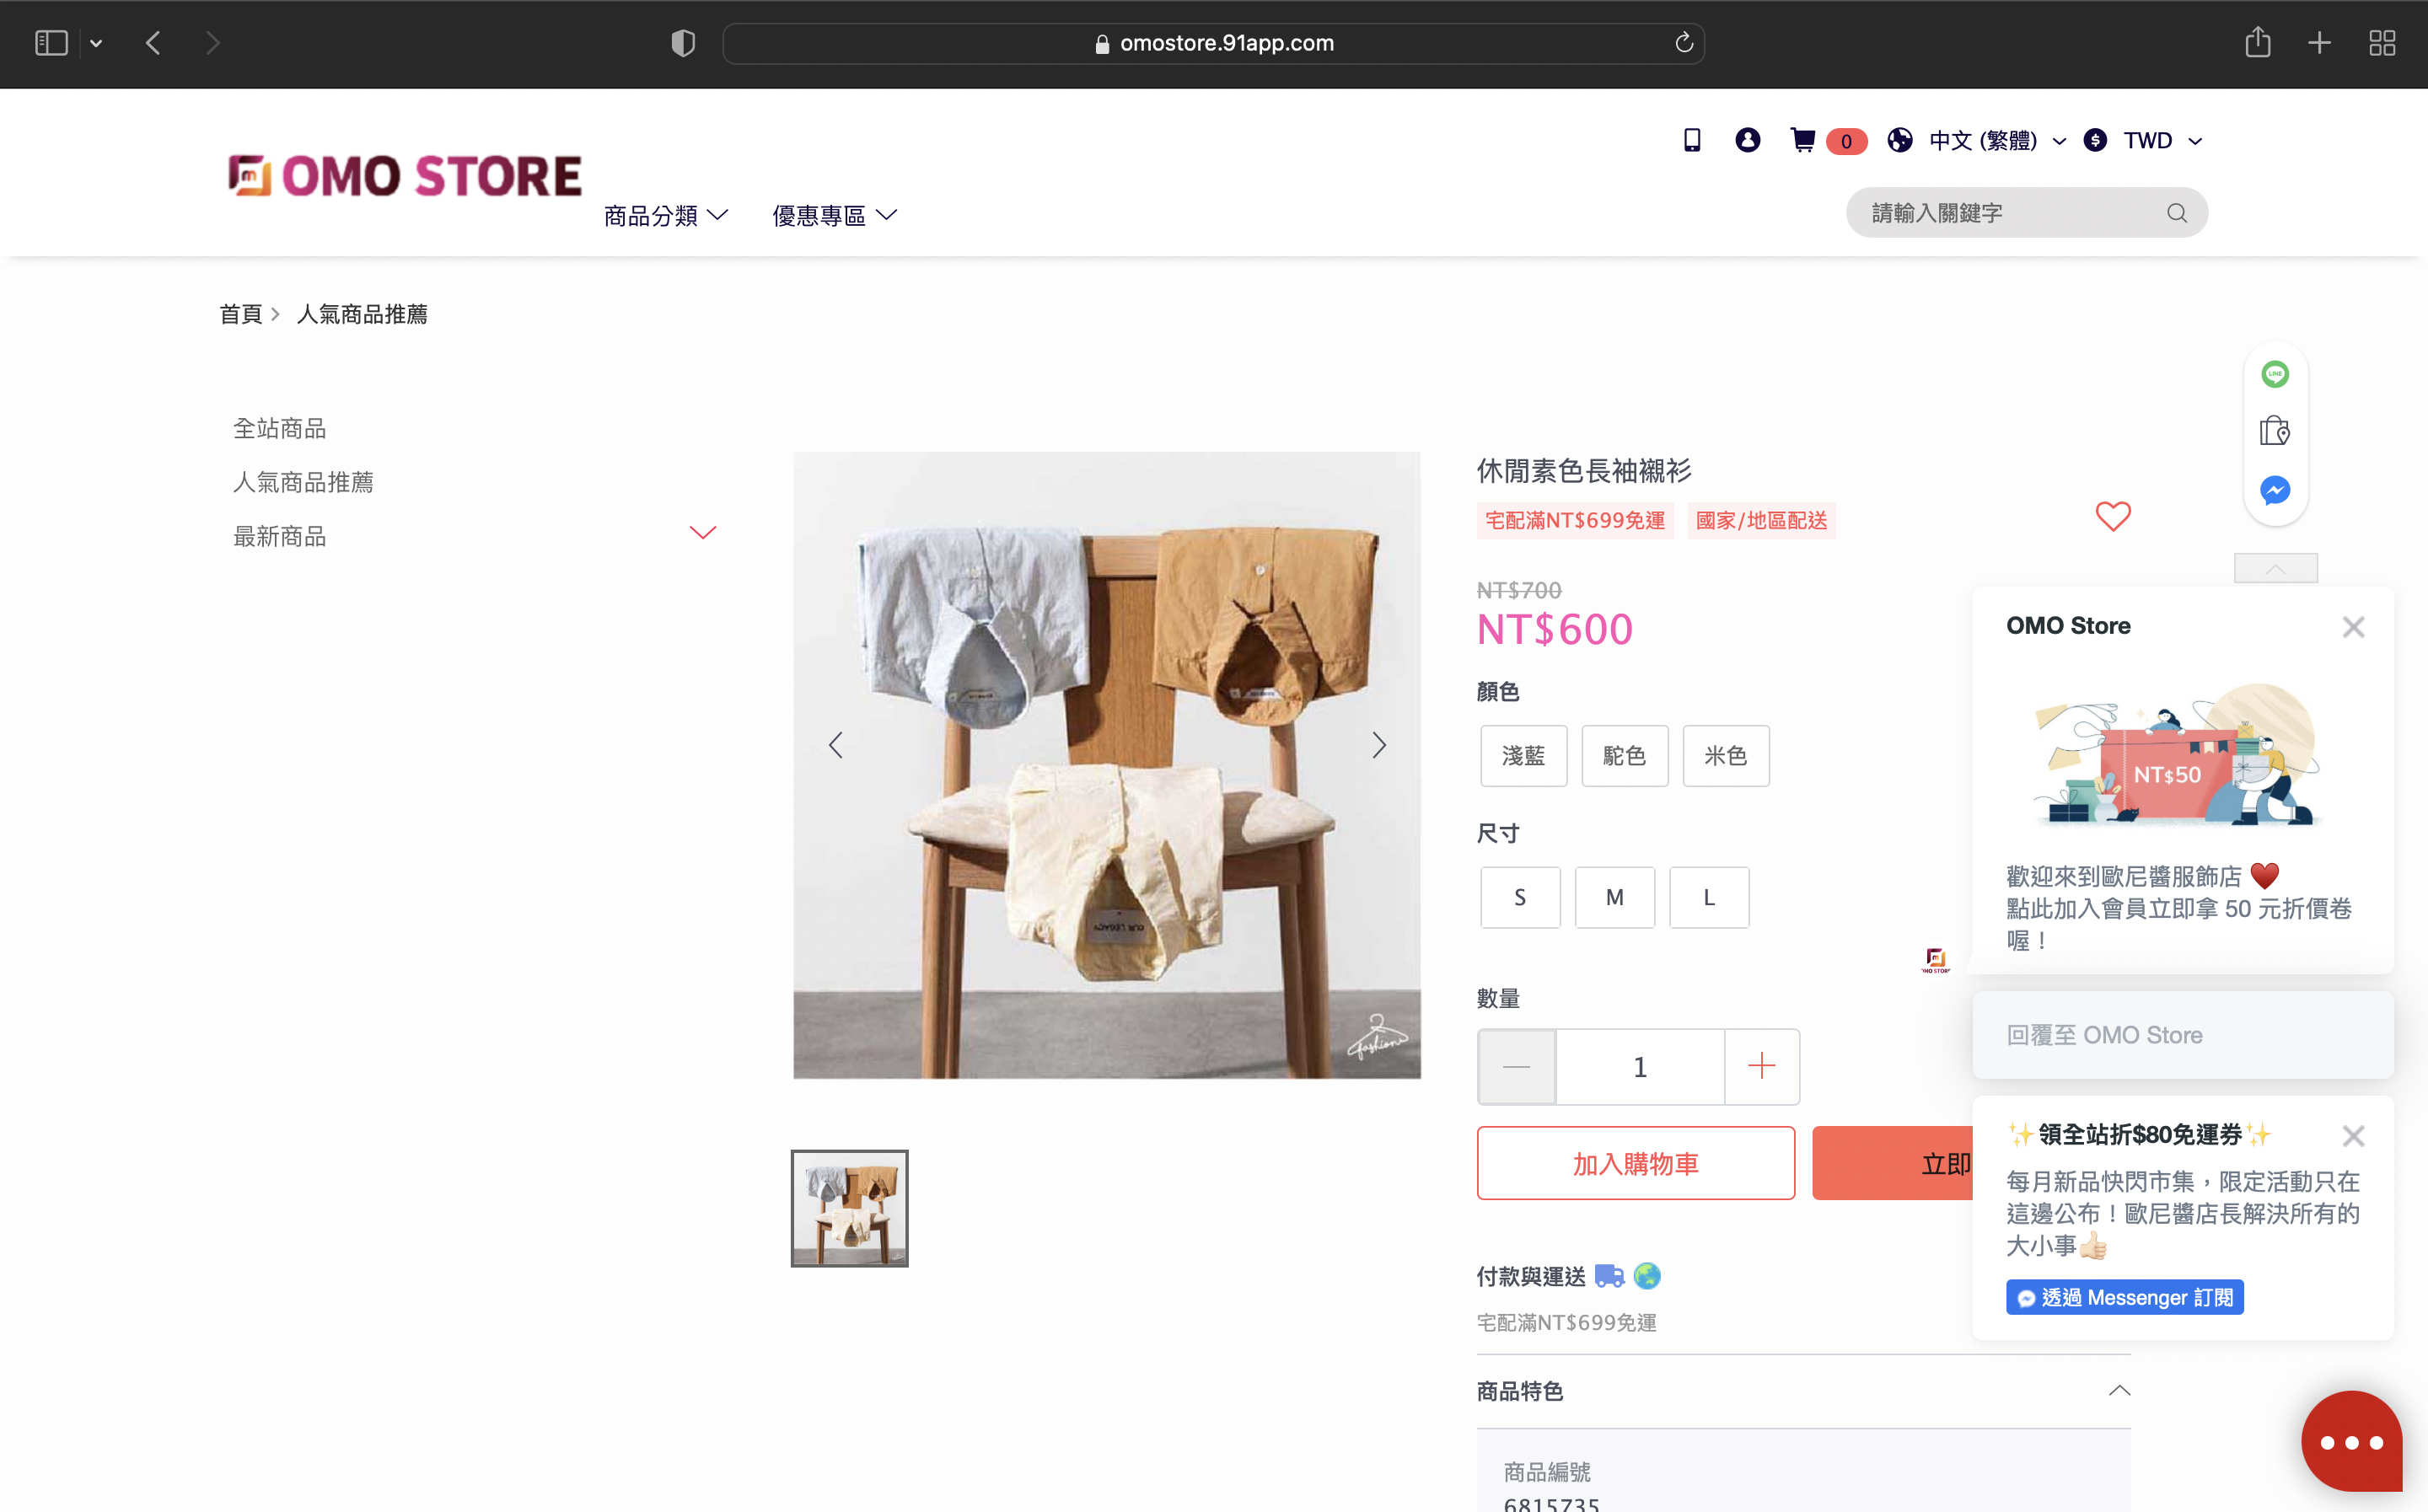 omostore.91app.com
OMO STORE
0
中文 (繁體)
TWD
商品分類
優惠專區
請輸入關鍵字
首頁
人氣商品推薦
全站商品
人氣商品推薦
最新商品
LINE
休閒素色長袖襯衫
宅配滿NT$699免運
國家/地區配送
NT$700
NT$600
顏色
淺藍
駝色
米色
尺寸
S
M
L
數量
1
加入購物車
立即
付款與運送
宅配滿NT$699免運
商品特色
商品編號
6815735
fashions
OUR LEGACY
OMO Store
NT$50
歡迎來到歐尼醬服飾店 ♥️
點此加入會員立即拿 50 元折價卷
喔！
回覆至 OMO Store
✨領全站折$80免運券✨
每月新品快閃市集，限定活動只在
這邊公布！歐尼醬店長解決所有的
大小事👍🏻
透過 Messenger 訂閱